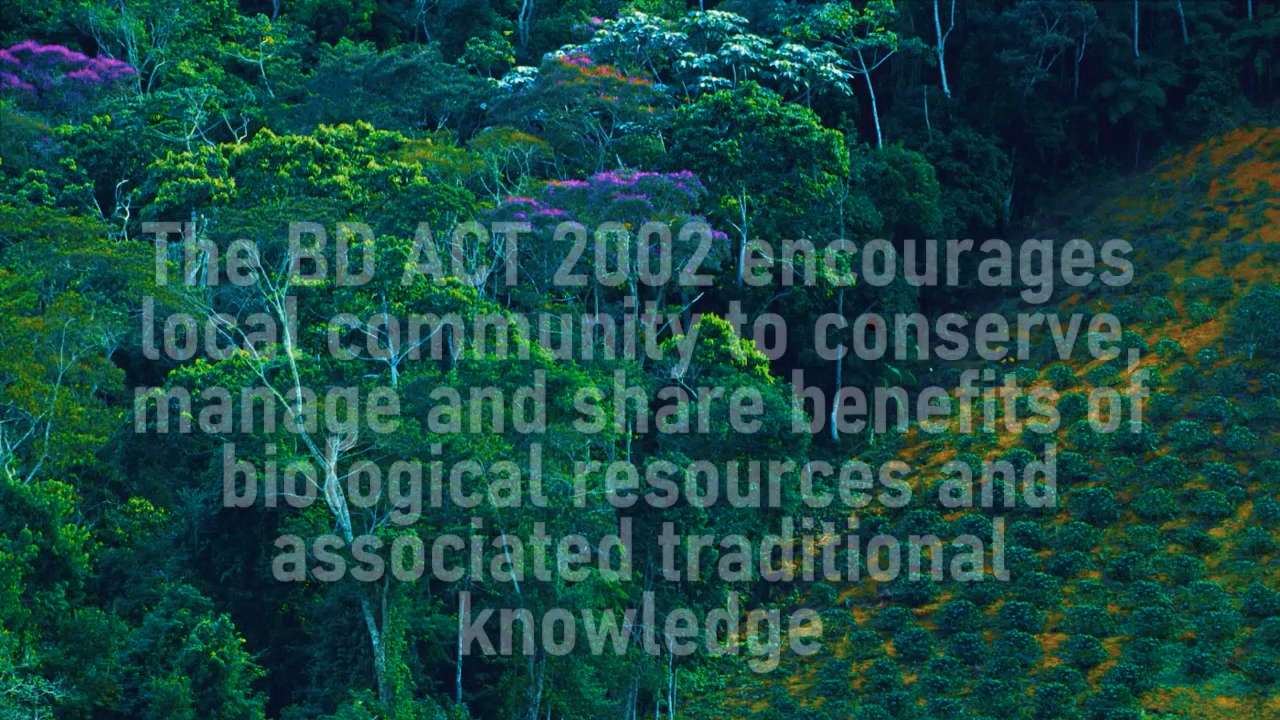 The BD ACT 2002 encourages
local community to conserve,
manage and share benefits of
biological resources and
associated traditional
knowledge